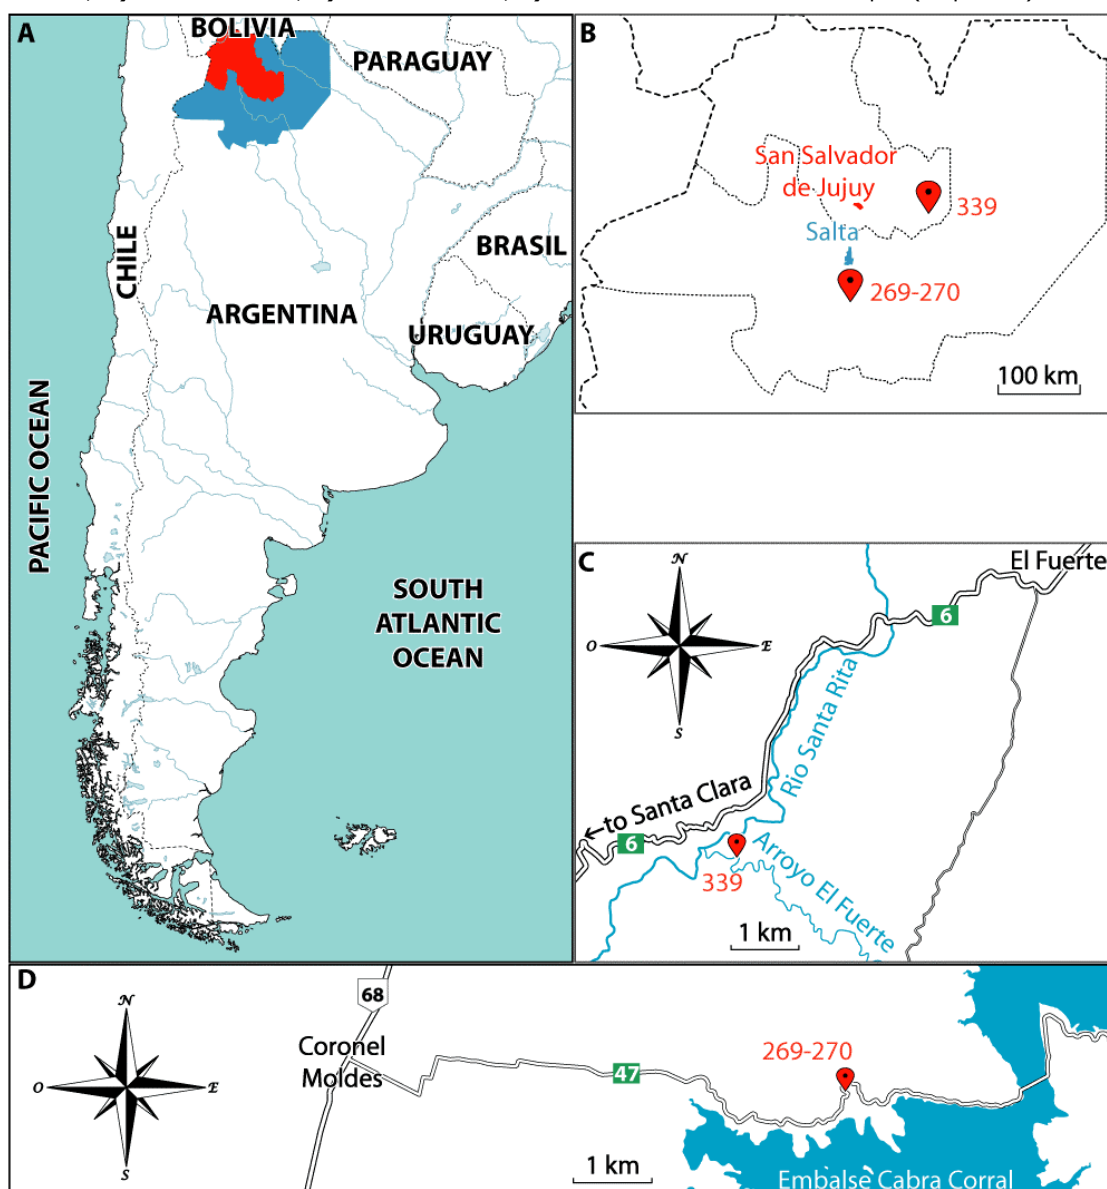 A
BOLIVIA
PARAGUAY
CHILE
BRASIL
ARGENTINA
URUGUAY
PACIFIC OCEAN
SOUTH
ATLANTIC
OCEAN
B
San Salvador
de Jujuy
339
Salta
269-270
100 km
C
El Fuerte
N
O
E
S
6
Rio Santa Rita
←to Santa Clara
6
339
Arroyo El Fuerte
1 km
D
N
O
E
S
68
Coronel
Moldes
47
269-270
1 km
Embalse Cabra Corral